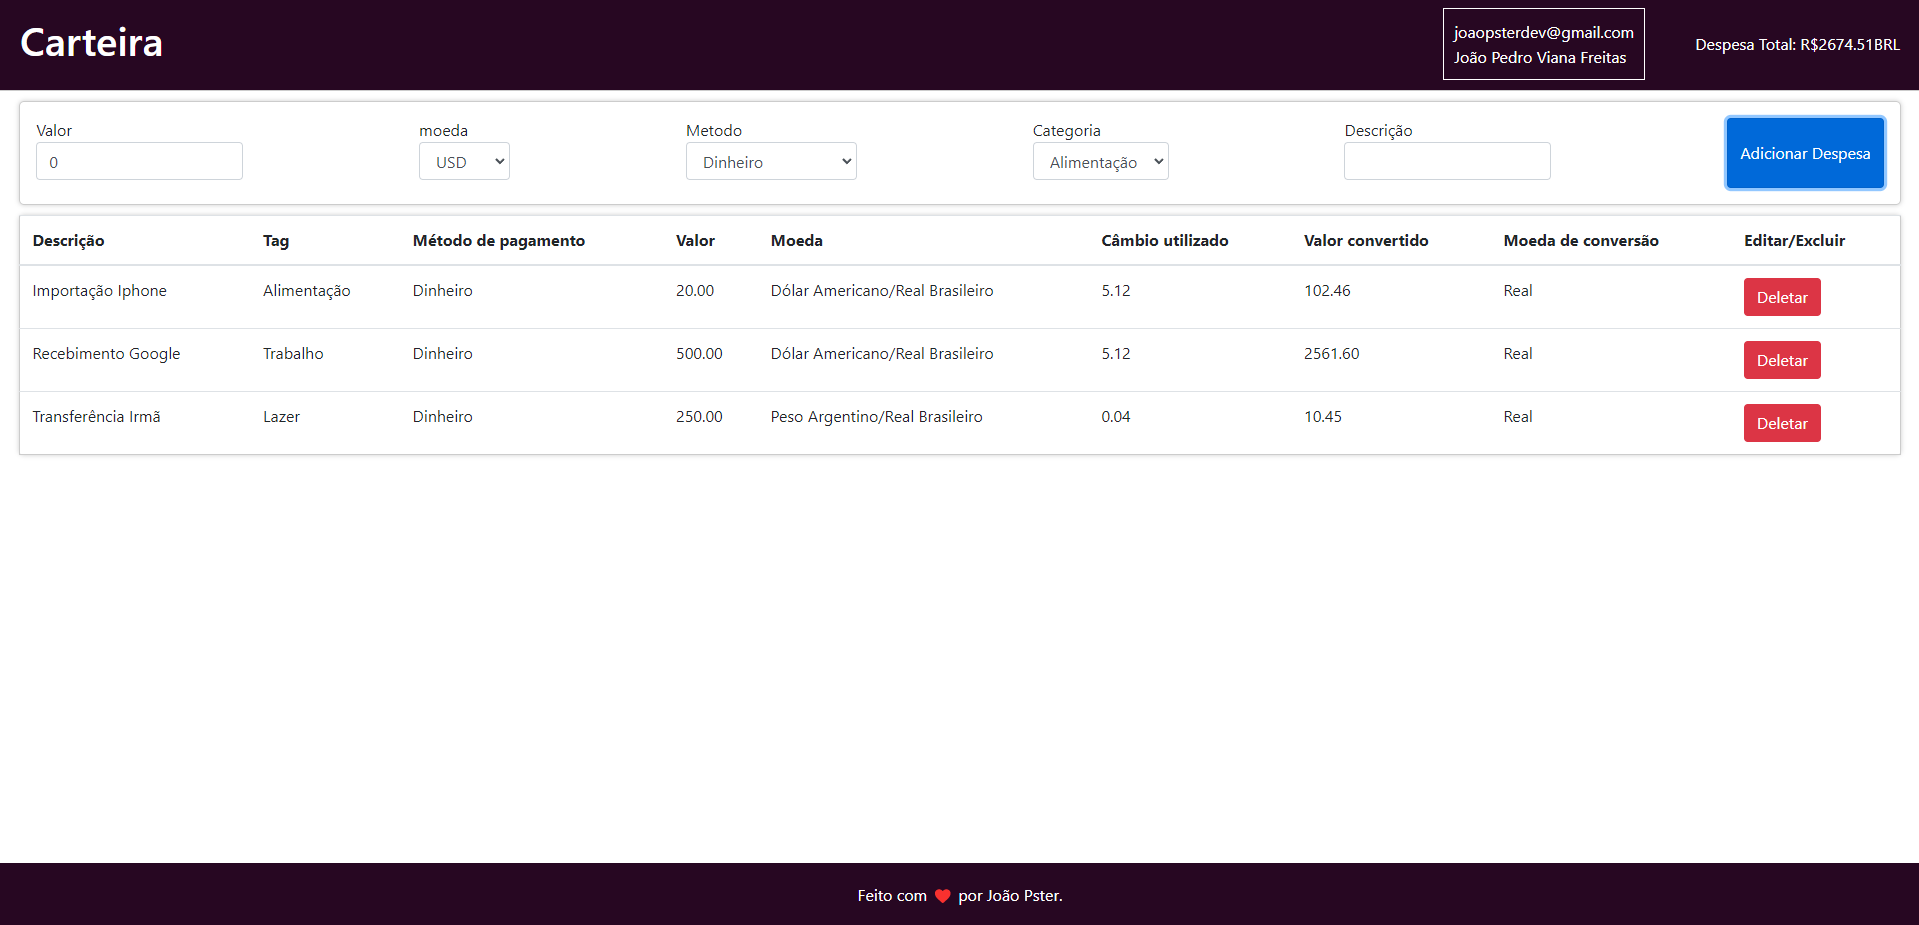 Carteira
joaopsterdev@gmail.com
João Pedro Viana Freitas
Despesa Total: R$2674.51BRL
Valor moeda Metodo Categoria Descrição
0 USD Dinheiro Alimentação
Adicionar Despesa
Descrição Tag Método de pagamento Valor Moeda Câmbio utilizado Valor convertido Moeda de conversão Editar/Excluir
Importação Iphone Alimentação Dinheiro 20.00 Dólar Americano/Real Brasileiro 5.12 102.46 Real Deletar
Recebimento Google Trabalho Dinheiro 500.00 Dólar Americano/Real Brasileiro 5.12 2561.60 Real Deletar
Transferência Irmã Lazer Dinheiro 250.00 Peso Argentino/Real Brasileiro 0.04 10.45 Real Deletar
Feito com ❤ por João Pster.